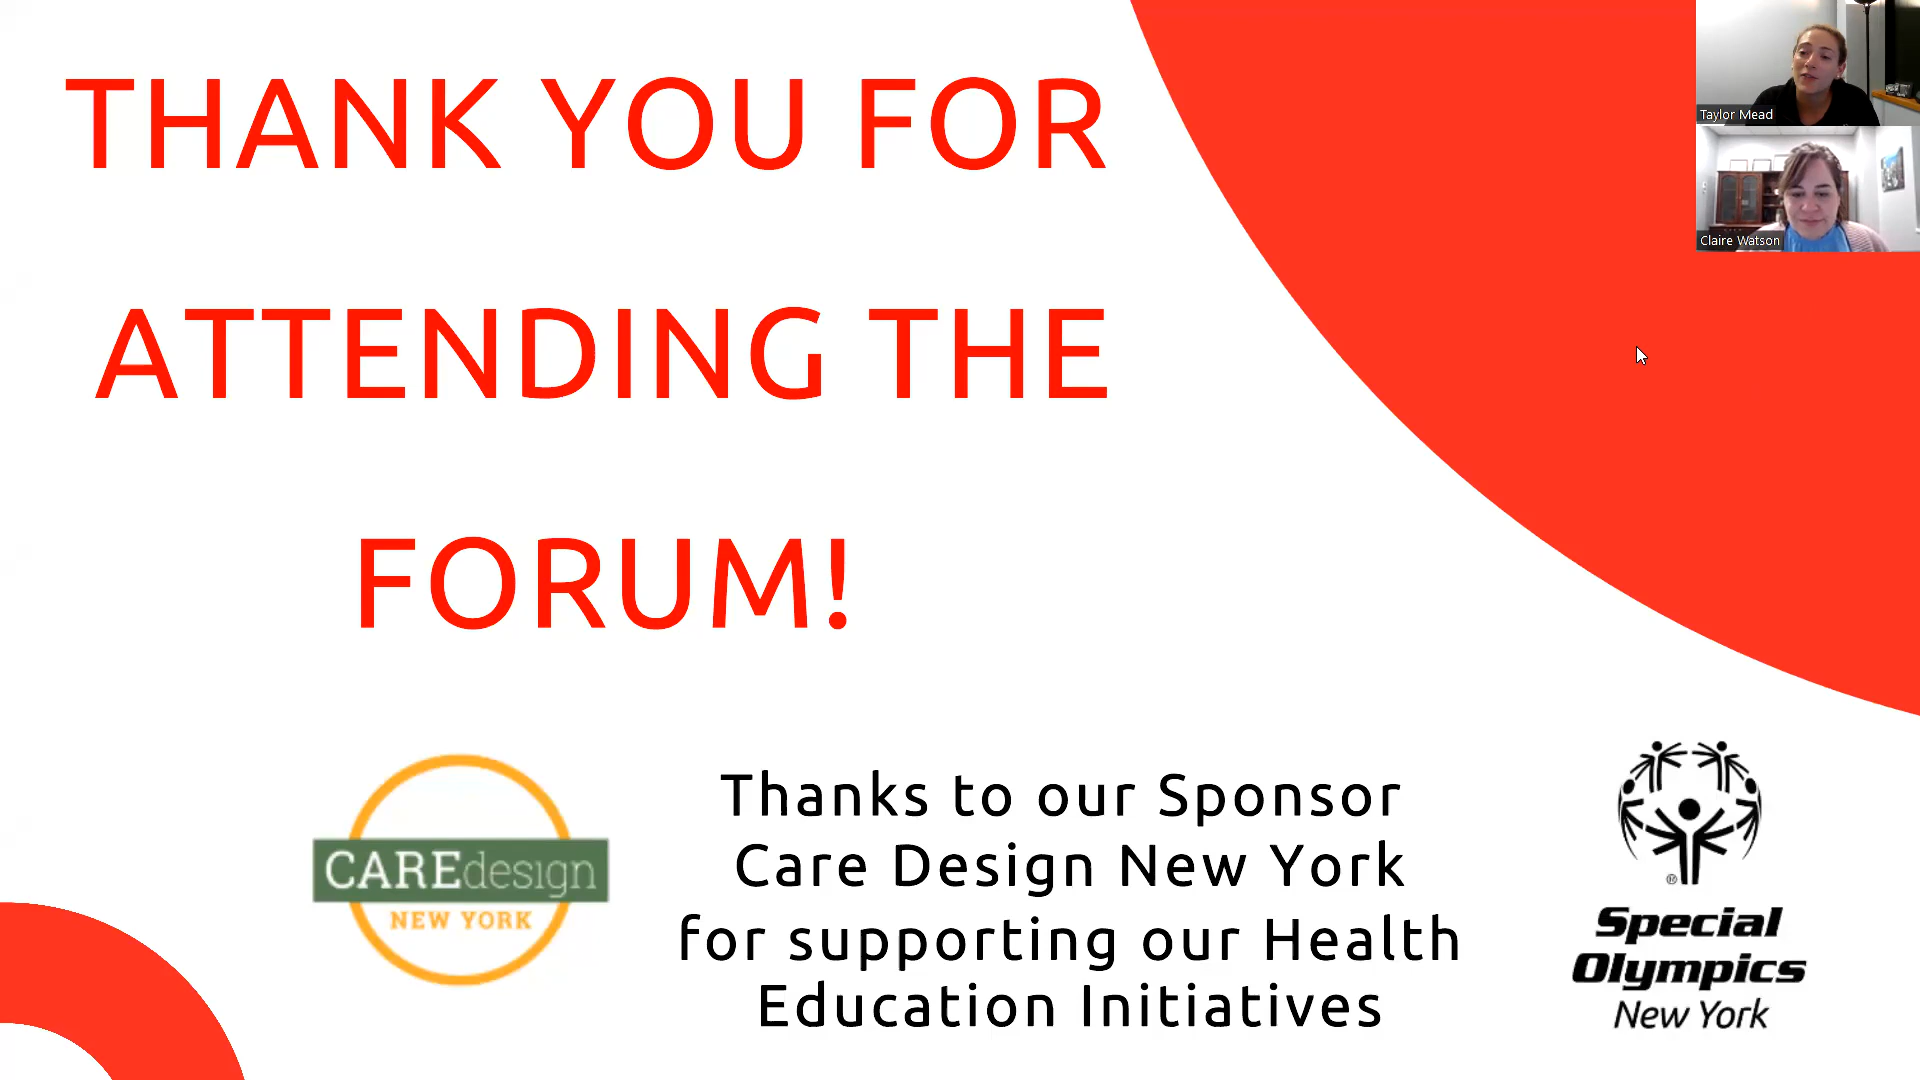 THANK YOU FOR
ATTENDING THE
FORUM!
Taylor Mead
Claire Watson
CAREdesign
NEW YORK
Thanks to our Sponsor
Care Design New York
for supporting our Health
Education Initiatives
®
Special
Olympics
New York